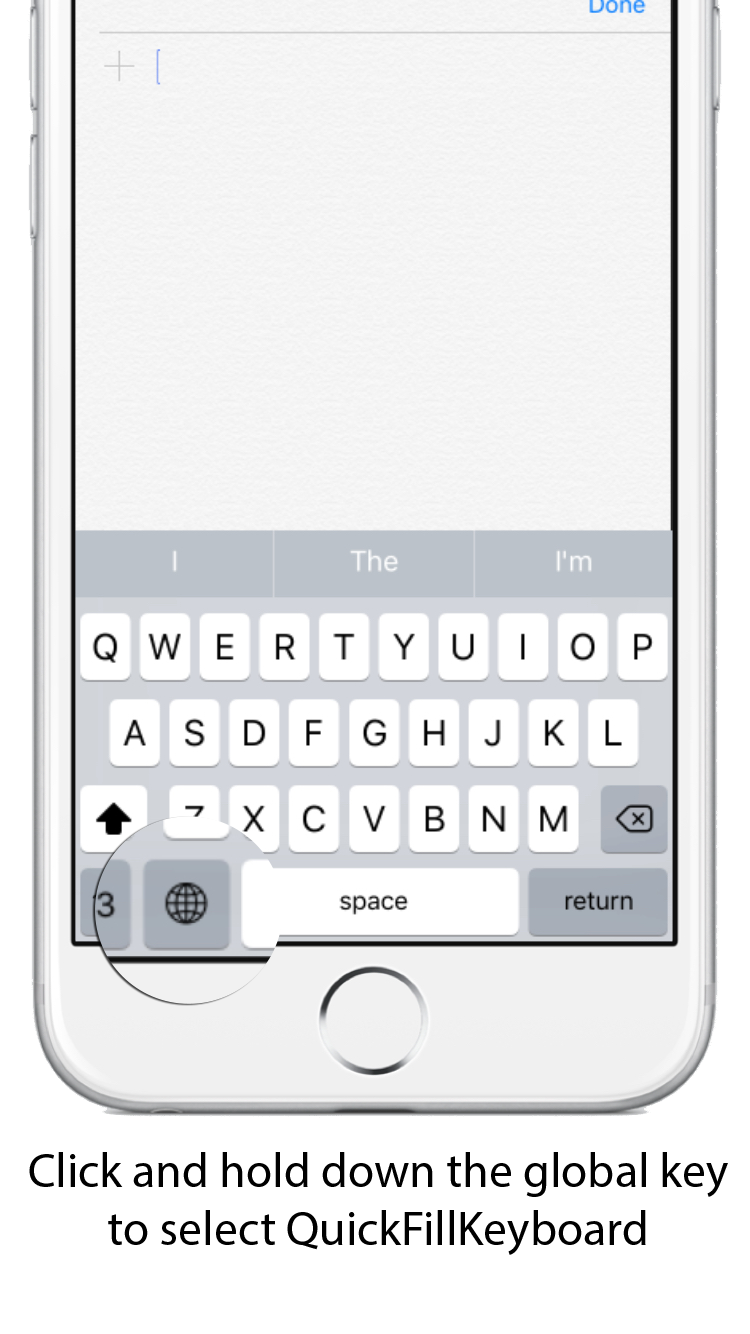 Done
I The I'm
Q W E R T Y U I O P
A S D F G H J K L
Z X C V B N M
3 space return
Click and hold down the global key
to select QuickFillKeyboard